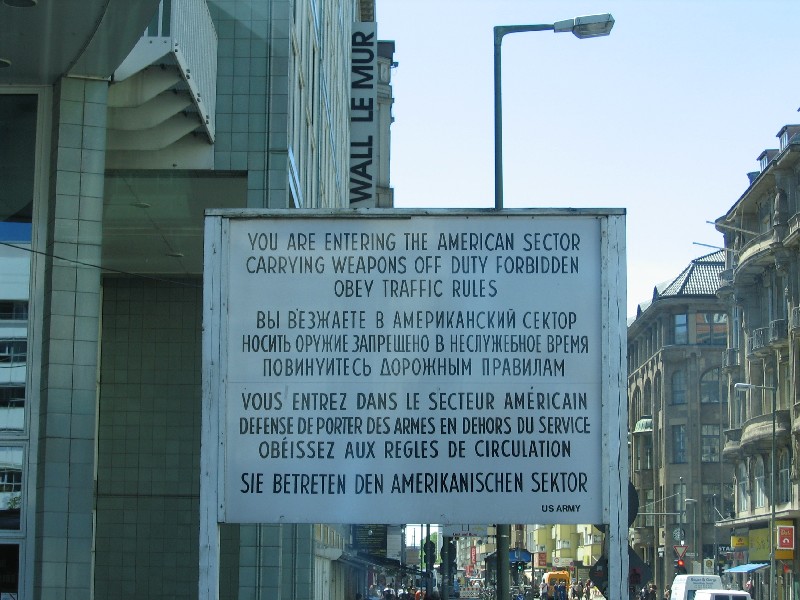 WALL LE MUR
YOU ARE ENTERING THE AMERICAN SECTOR
CARRYING WEAPONS OFF DUTY FORBIDDEN
OBEY TRAFFIC RULES
ВЫ ВЪЕЗЖАЕТЕ В АМЕРИКАНСКИЙ СЕКТОР
НОСИТЬ ОРУЖИЕ ЗАПРЕЩЕНО В НЕСЛУЖЕБНОЕ ВРЕМЯ
ПОВИНУЙТЕСЬ ДОРОЖНЫМ ПРАВИЛАМ
VOUS ENTREZ DANS LE SECTEUR AMÉRICAIN
DÉFENSE DE PORTER DES ARMES EN DEHORS DU SERVICE
OBÉISSEZ AUX RÈGLES DE CIRCULATION
SIE BETRETEN DEN AMERIKANISCHEN SEKTOR
US ARMY